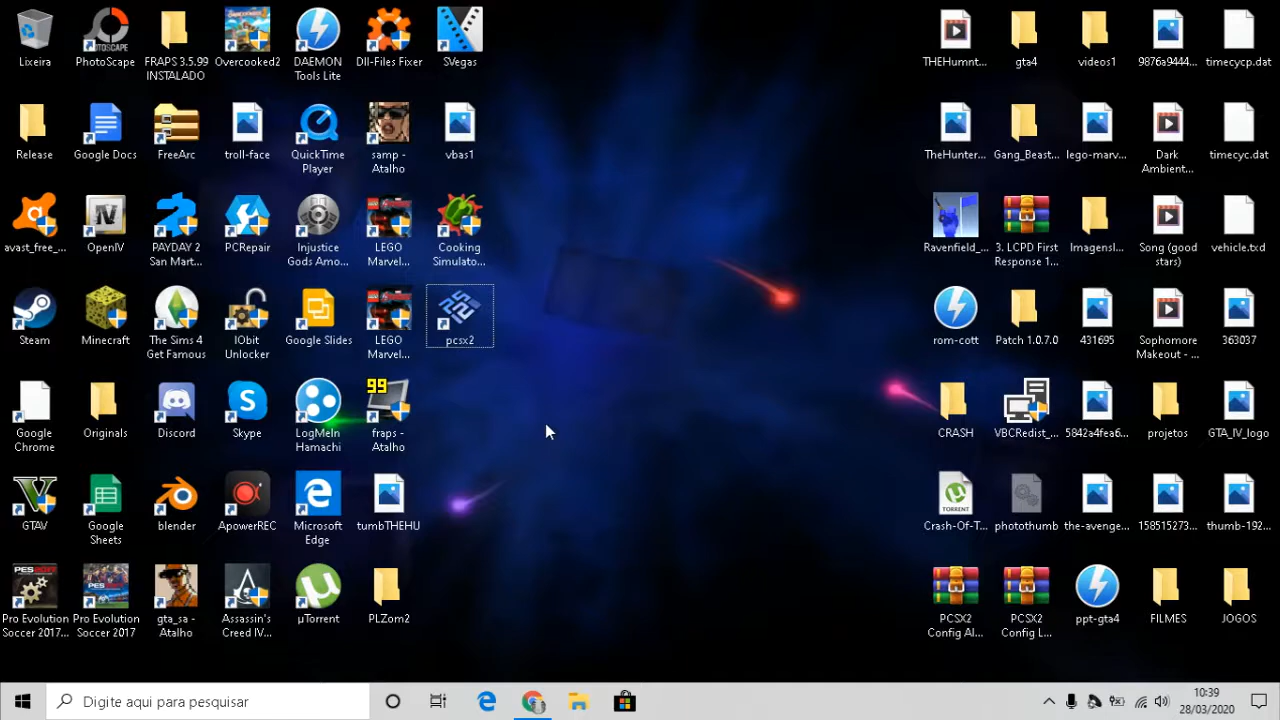 Lixeira
PHOTOSCAPE
PhotoScape
FRAPS 3.5.99
INSTALADO
Overcooked2
DAEMON
Tools Lite
Dll-Files Fixer
SVegas
THEHumnt...
gta4
videos1
9876a9444...
timecycp.dat
Release
Google Docs
FreeArc
troll-face
QuickTime
Player
samp -
Atalho
vbas1
TheHunter...
Gang_Beast...
lego-marv...
Dark
Ambient...
timecyc.dat
avast_free_...
IV
OpenIV
PAYDAY 2
San Mart...
PCRepair
Injustice
Gods Amo...
LEGO
Marvel...
Cooking
Simulato...
Ravenfield_...
3. LCPD First
Response 1...
ImagensI...
Song (good
stars)
vehicle.txd
Steam
Minecraft
The Sims 4
Get Famous
IObit
Unlocker
Google Slides
LEGO
Marvel...
pcsx2
rom-cott
Patch 1.0.7.0
431695
Sophomore
Makeout - ...
363037
Google
Chrome
Originals
Discord
Skype
LogMeIn
Hamachi
99
fraps -
Atalho
CRASH
VBCRedist_...
5842a4fea6...
projetos
GTA_IV_logo
GTAV
Google
Sheets
blender
ApowerREC
Microsoft
Edge
tumbTHEHU
TORRENT
Crash-Of-T...
photothumb
the-avenge...
158515273...
thumb-192...
PES 2017
Pro Evolution
Soccer 2017...
Pro Evolution
Soccer 2017
gta_sa -
Atalho
Assassin's
Creed IV...
µTorrent
PLZom2
PCSX2
Config Al...
PCSX2
Config L...
ppt-gta4
FILMES
JOGOS
Digite aqui para pesquisar
10:39
28/03/2020